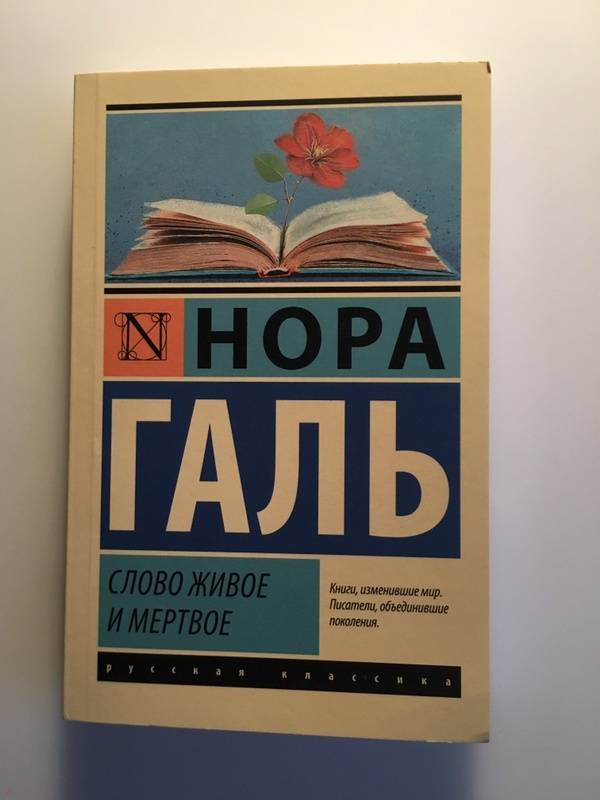 N
НОРА
ГАЛЬ
СЛОВО ЖИВОЕ
И МЕРТВОЕ
Книги, изменившие мир.
Писатели, объединившие
поколения.
русская классика